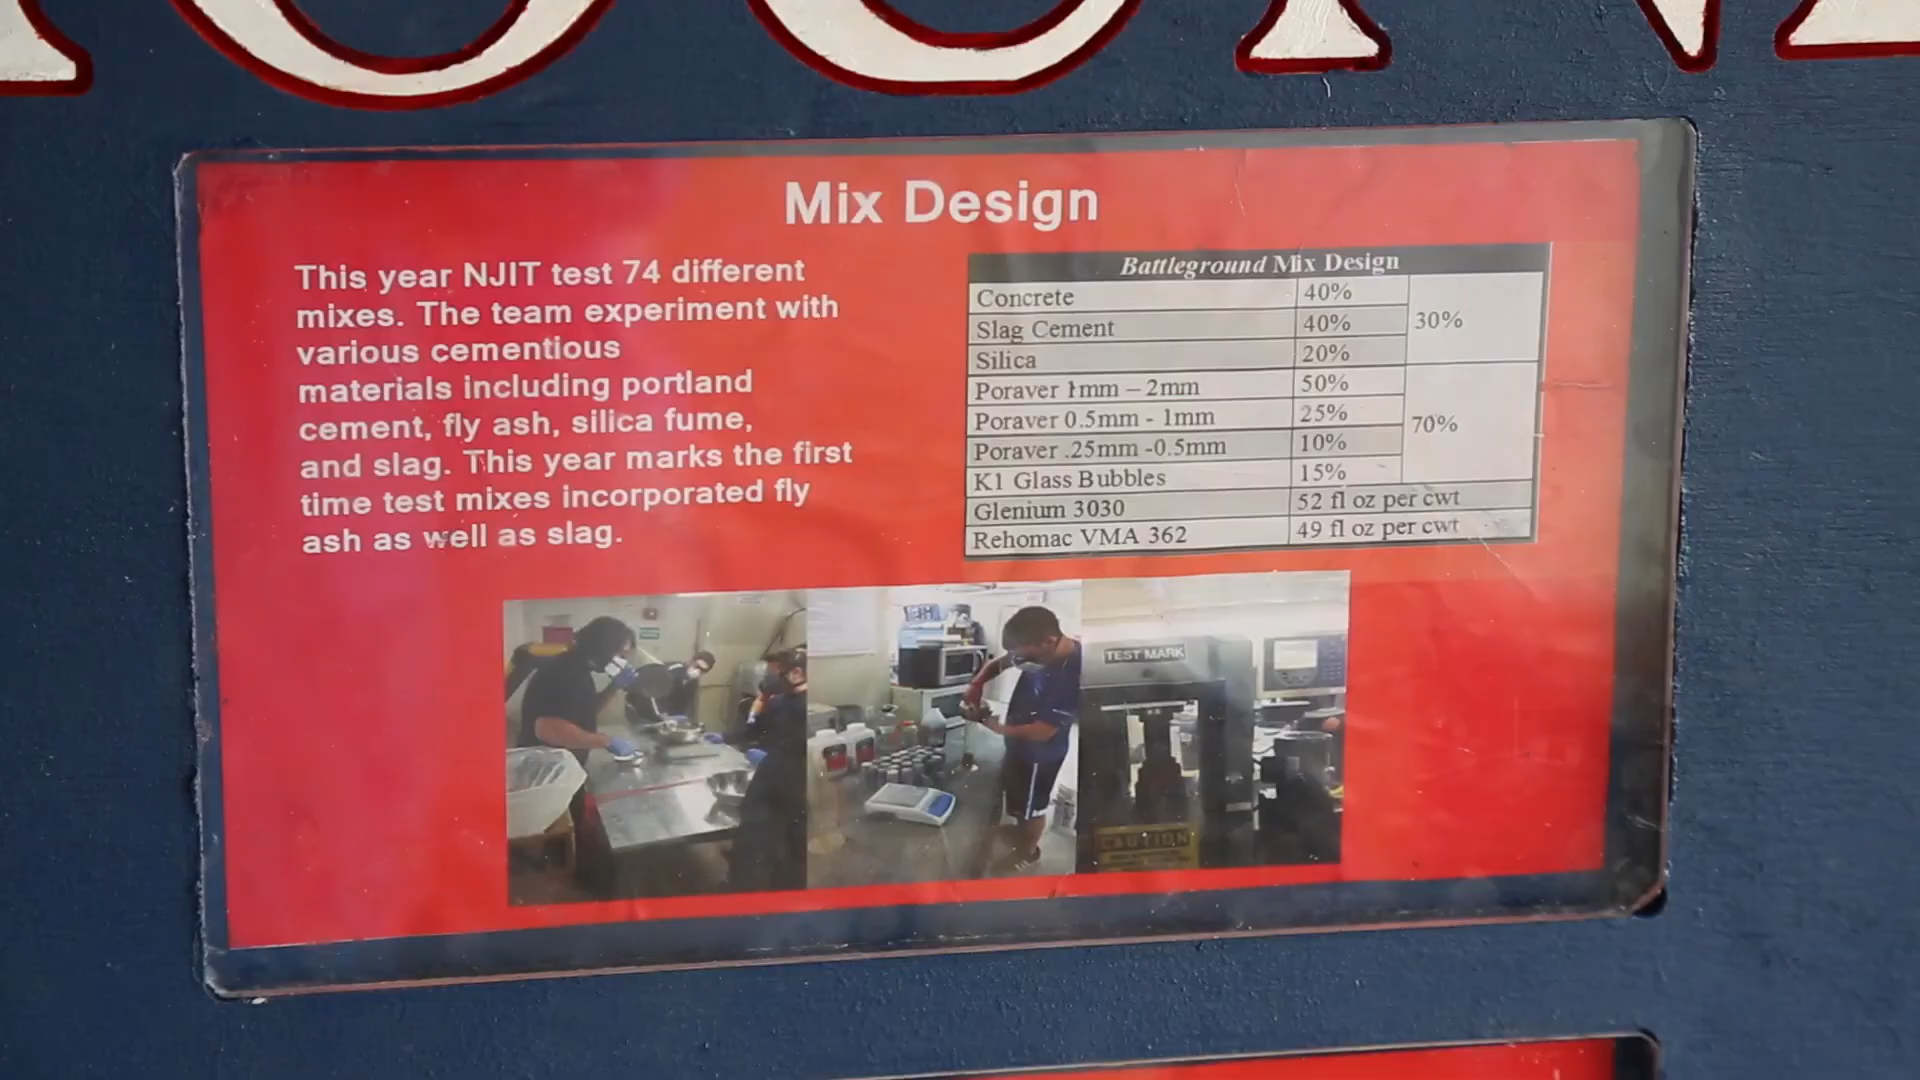 Mix Design
This year NJIT test 74 different
mixes. The team experiment with
various cementious
materials including portland
cement, fly ash, silica fume,
and slag. This year marks the first
time test mixes incorporated fly
ash as well as slag.
Battleground Mix Design
Concrete 40% 30%
Slag Cement 40%
Silica 20%
Poraver 1mm – 2mm 50% 70%
Poraver 0.5mm - 1mm 25%
Poraver .25mm -0.5mm 10%
K1 Glass Bubbles 15%
Glenium 3030 52 fl oz per cwt
Rehomac VMA 362 49 fl oz per cwt
TEST MARK
CAUTION